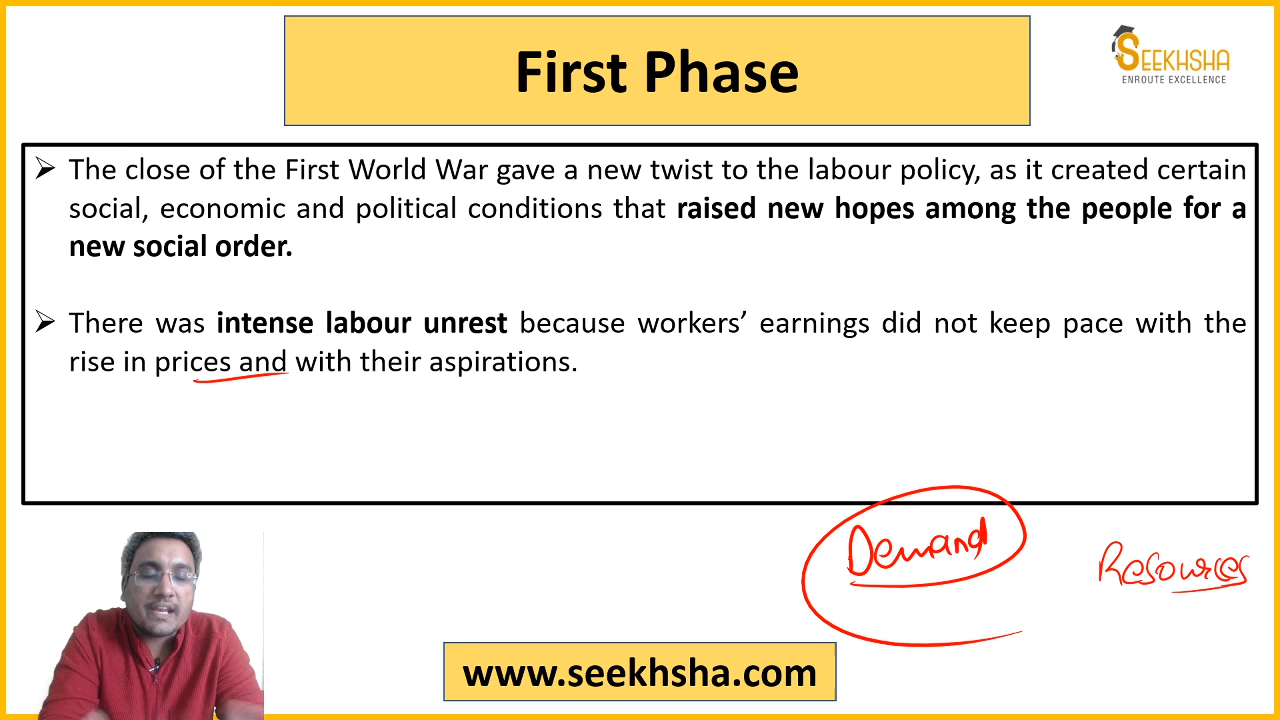 First Phase
SEEKHSHA
ENROUTE EXCELLENCE
➢ The close of the First World War gave a new twist to the labour policy, as it created certain
social, economic and political conditions that raised new hopes among the people for a
new social order.
➢ There was intense labour unrest because workers’ earnings did not keep pace with the
rise in prices and with their aspirations.
Demand
Resources
www.seekhsha.com